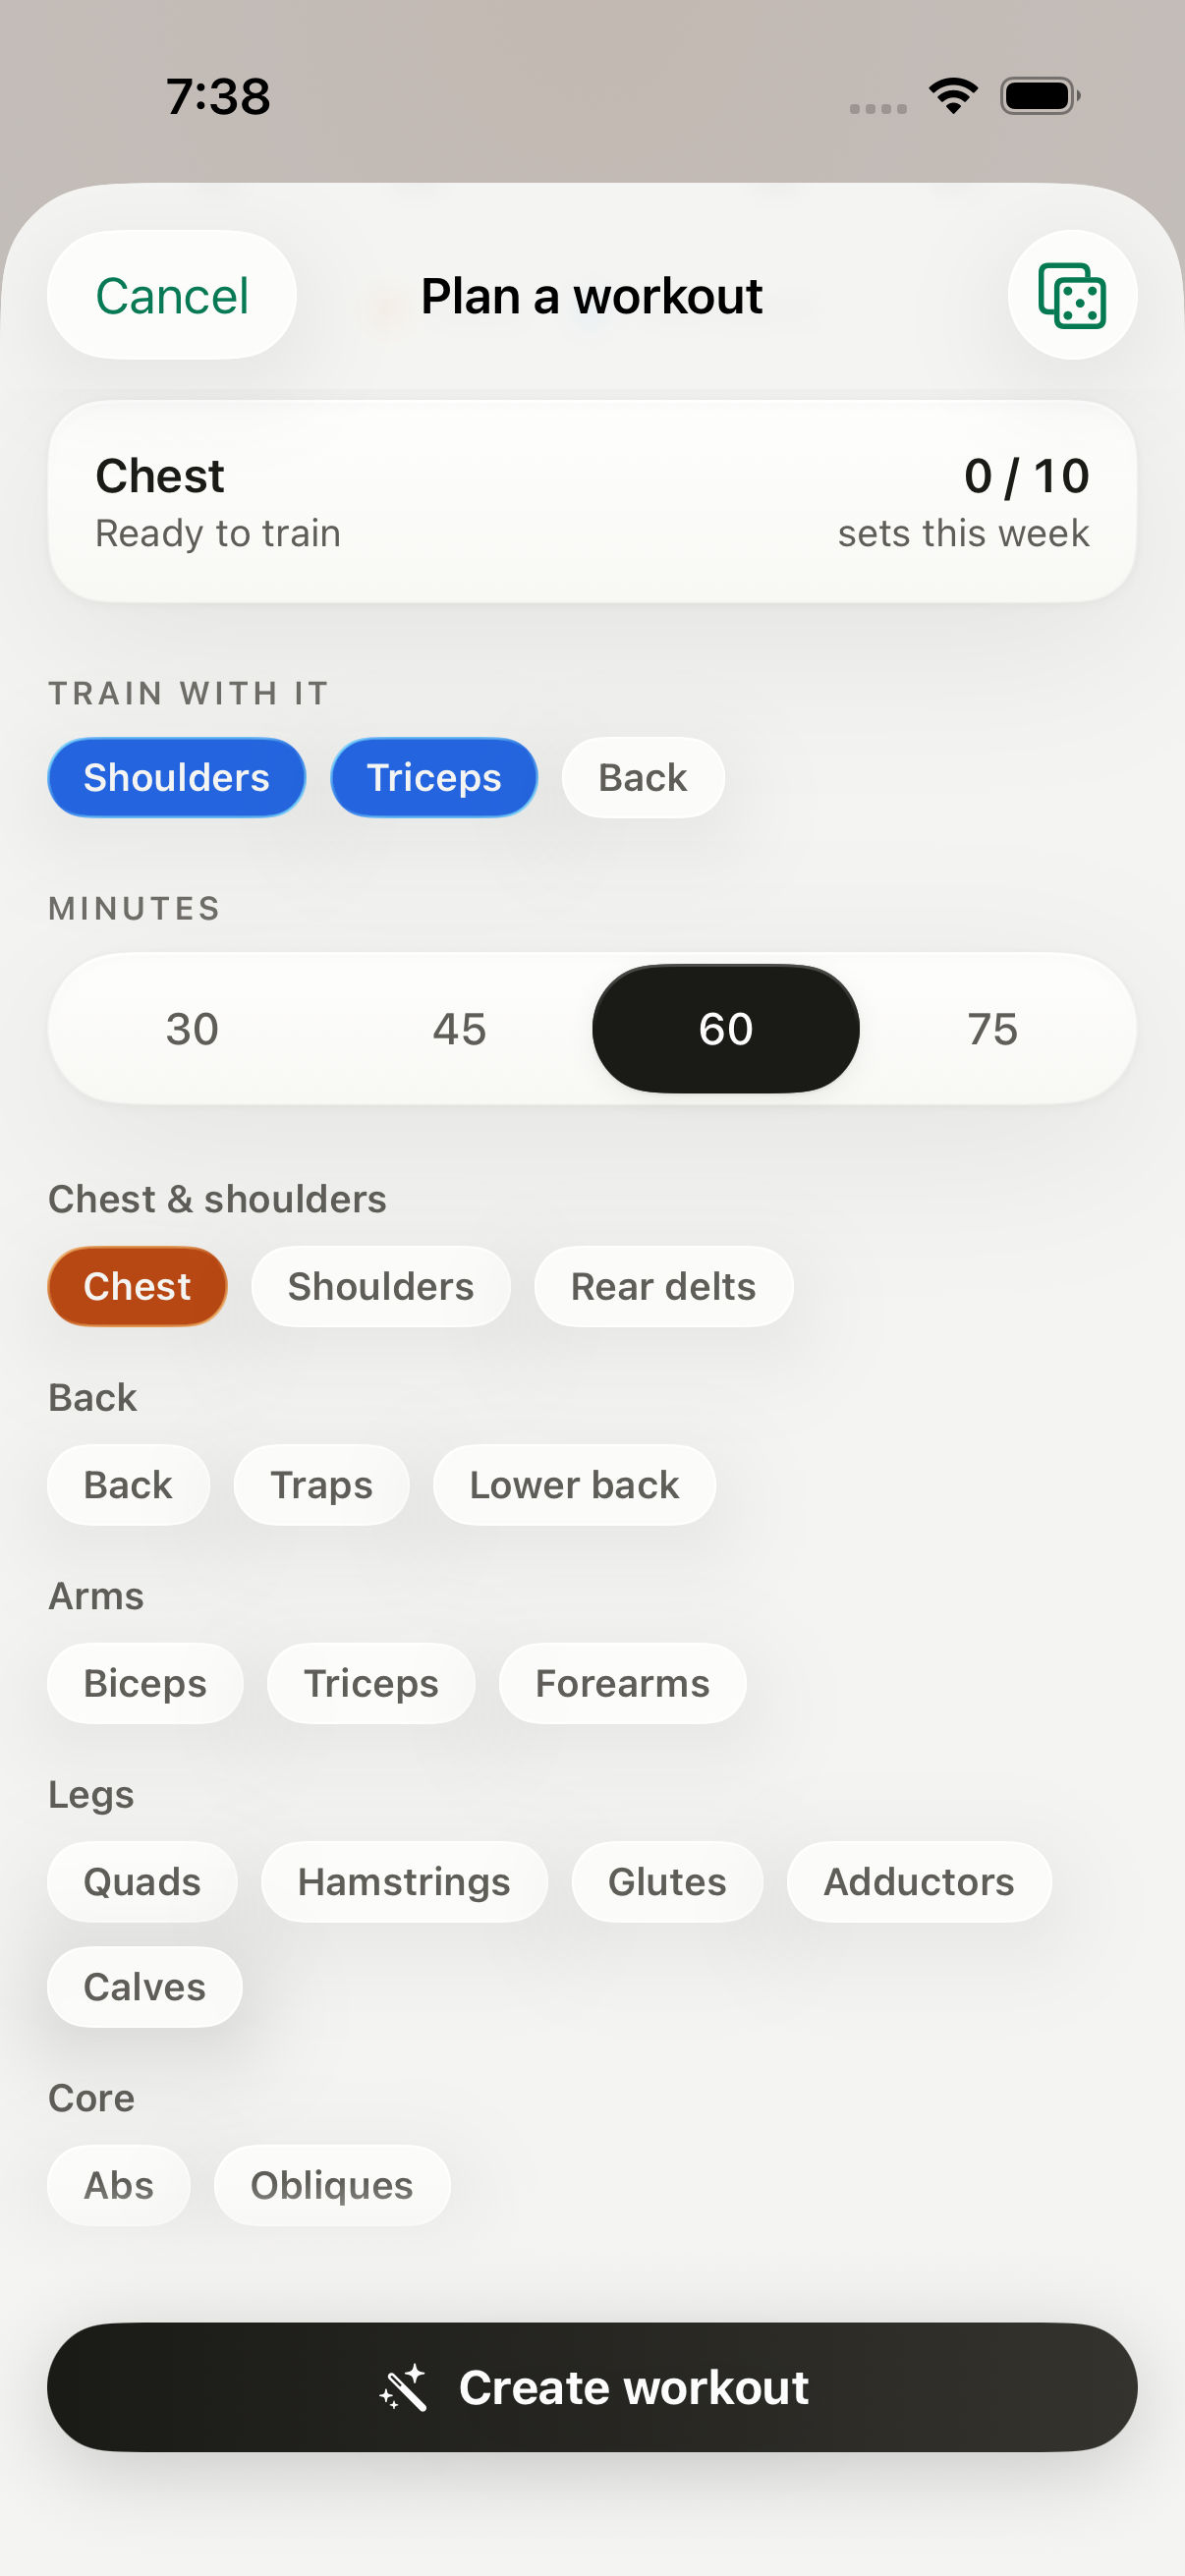 7:38
Cancel
Plan a workout
Chest
0 / 10
Ready to train
sets this week
TRAIN WITH IT
Shoulders Triceps Back
MINUTES
30 45 60 75
Chest & shoulders
Chest Shoulders Rear delts
Back
Back Traps Lower back
Arms
Biceps Triceps Forearms
Legs
Quads Hamstrings Glutes Adductors
Calves
Core
Abs Obliques
Create workout